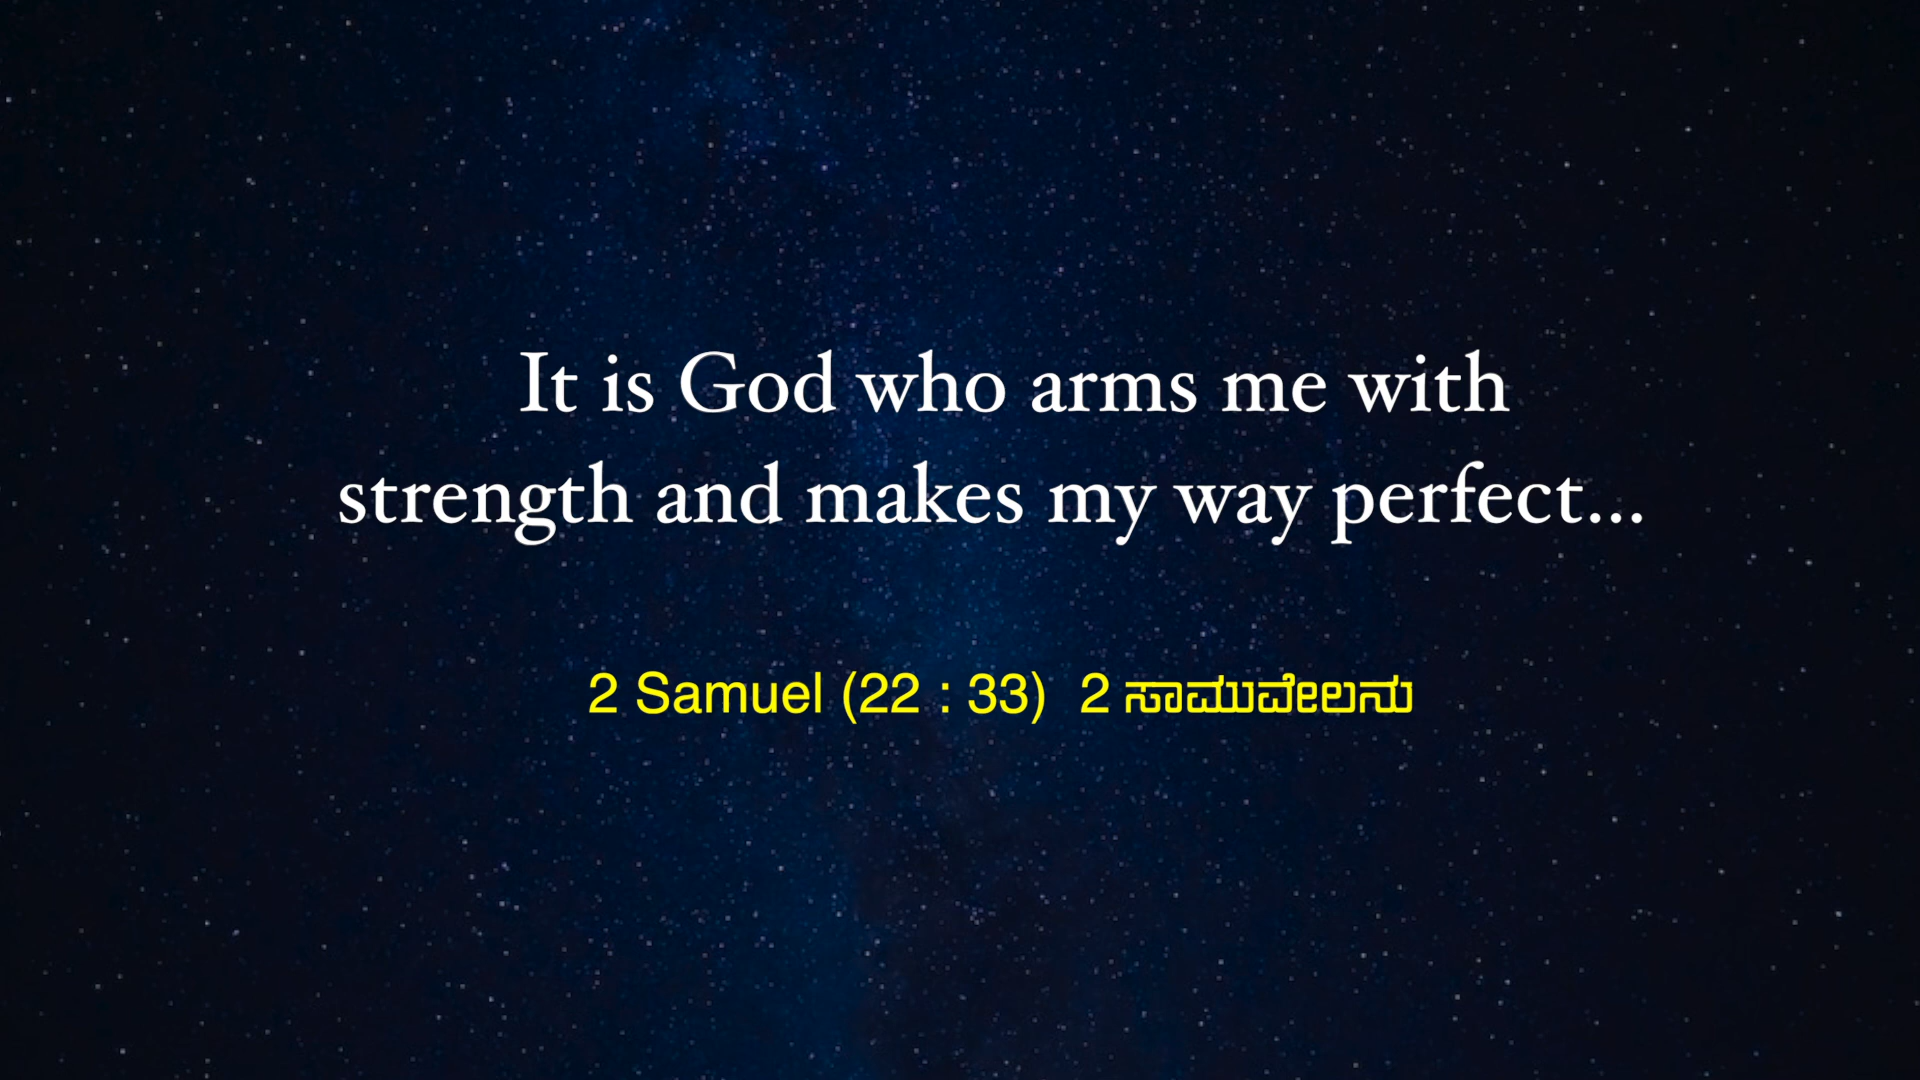 It is God who arms me with
strength and makes my way perfect...
2 Samuel (22 : 33)  2 ಸಾಮುವೇಲನು